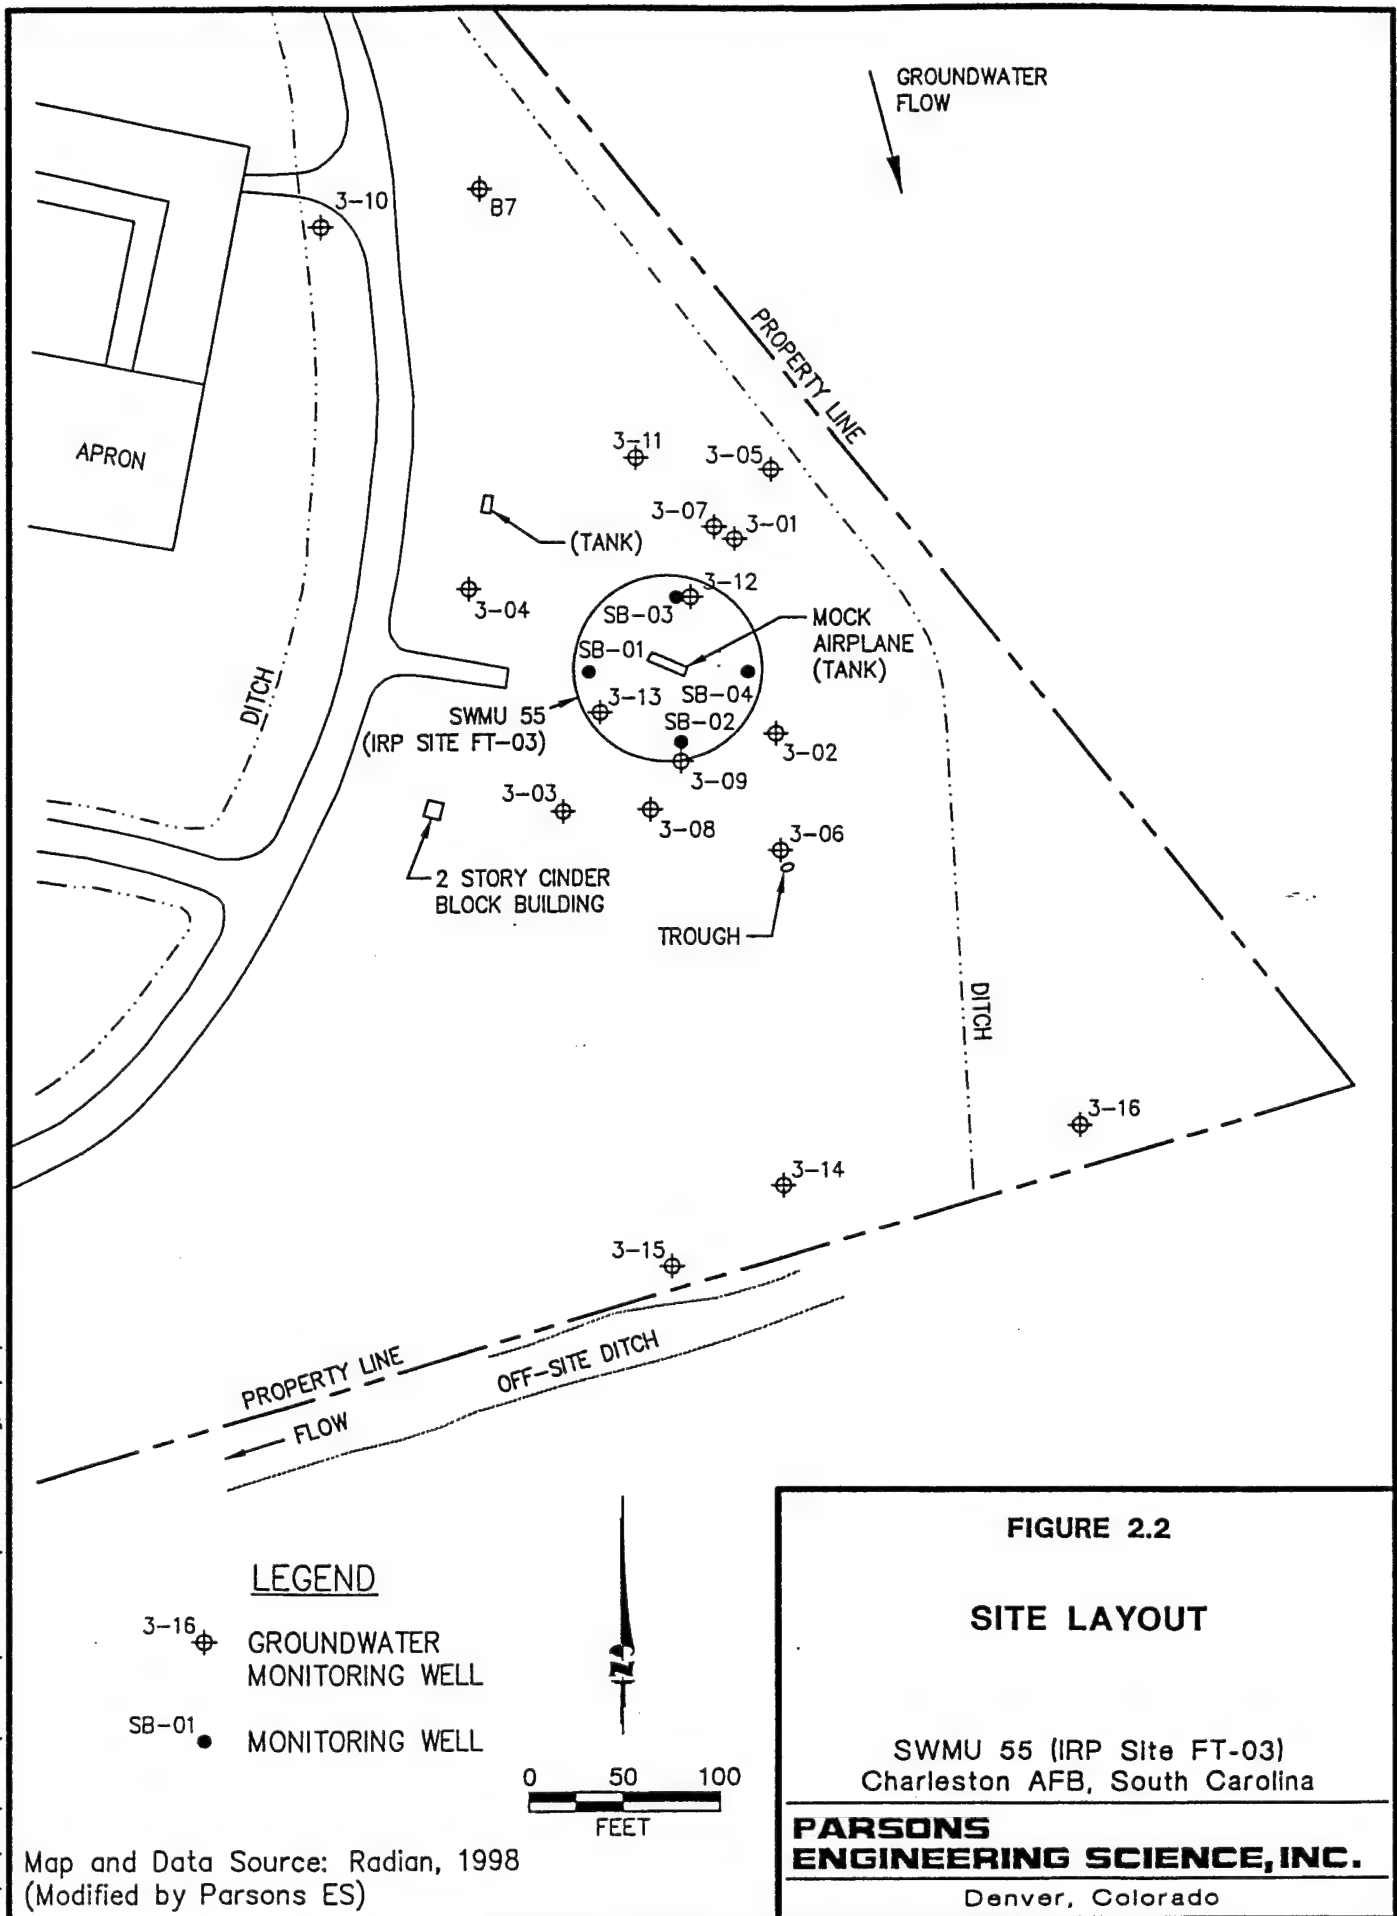 GROUNDWATER
FLOW
3-10
B7
PROPERTY LINE
APRON
3-11
3-05
3-07
3-01
(TANK)
3-12
3-04
SB-03
MOCK
AIRPLANE
(TANK)
SB-01
SB-04
DITCH
3-13
SWMU 55
(IRP SITE FT-03)
SB-02
3-02
3-09
3-03
3-08
3-06
2 STORY CINDER
BLOCK BUILDING
TROUGH
DITCH
3-16
3-14
3-15
PROPERTY LINE
OFF-SITE DITCH
FLOW
LEGEND
3-16
GROUNDWATER
MONITORING WELL
SB-01
MONITORING WELL
N
0 50 100
FEET
Map and Data Source: Radian, 1998
(Modified by Parsons ES)
FIGURE 2.2
SITE LAYOUT
SWMU 55 (IRP Site FT-03)
Charleston AFB, South Carolina
PARSONS
ENGINEERING SCIENCE, INC.
Denver, Colorado